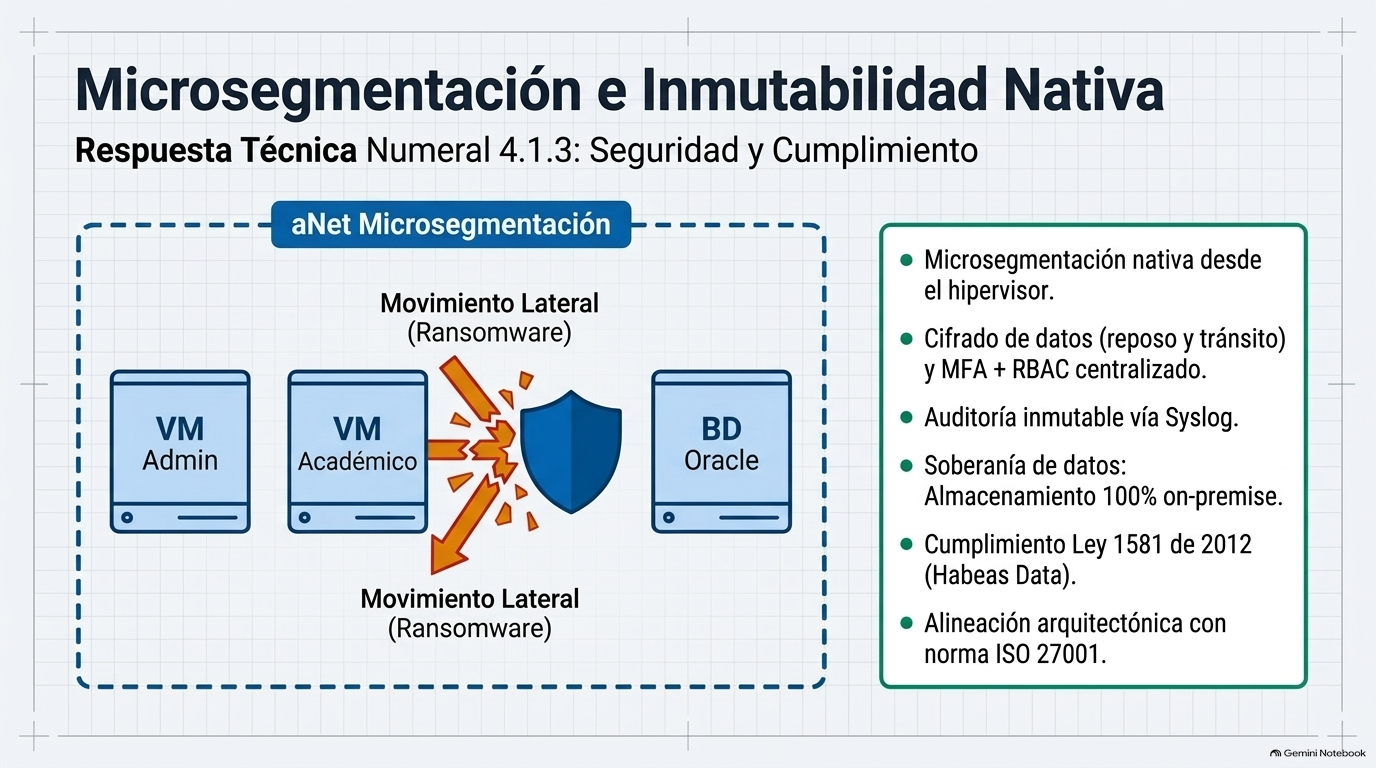 Microsegmentación e Inmutabilidad Nativa
Respuesta Técnica Numeral 4.1.3: Seguridad y Cumplimiento
aNet Microsegmentación
Movimiento Lateral
(Ransomware)
VM
Admin
VM
Académico
BD
Oracle
Movimiento Lateral
(Ransomware)
Microsegmentación nativa desde
el hipervisor.
Cifrado de datos (reposo y tránsito)
y MFA + RBAC centralizado.
Auditoría inmutable vía Syslog.
Soberanía de datos:
Almacenamiento 100% on-premise.
Cumplimiento Ley 1581 de 2012
(Habeas Data).
Alineación arquitectónica con
norma ISO 27001.
Gemini Notebook